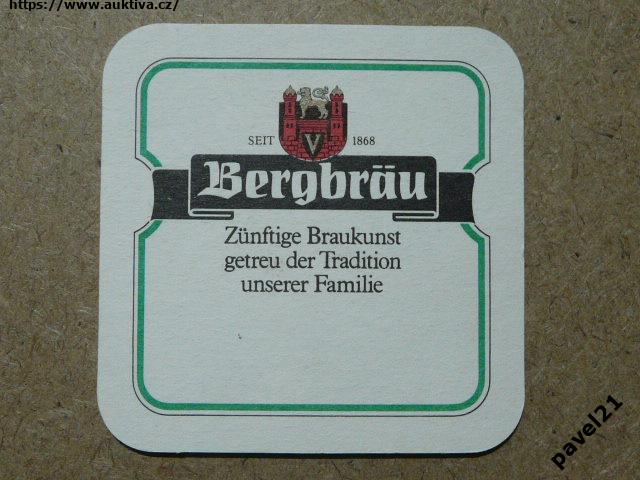 https://www.auktiva.cz/
SEIT 1868
V
Bergbräu
Zünftige Braukunst
getreu der Tradition
unserer Familie
pavel21